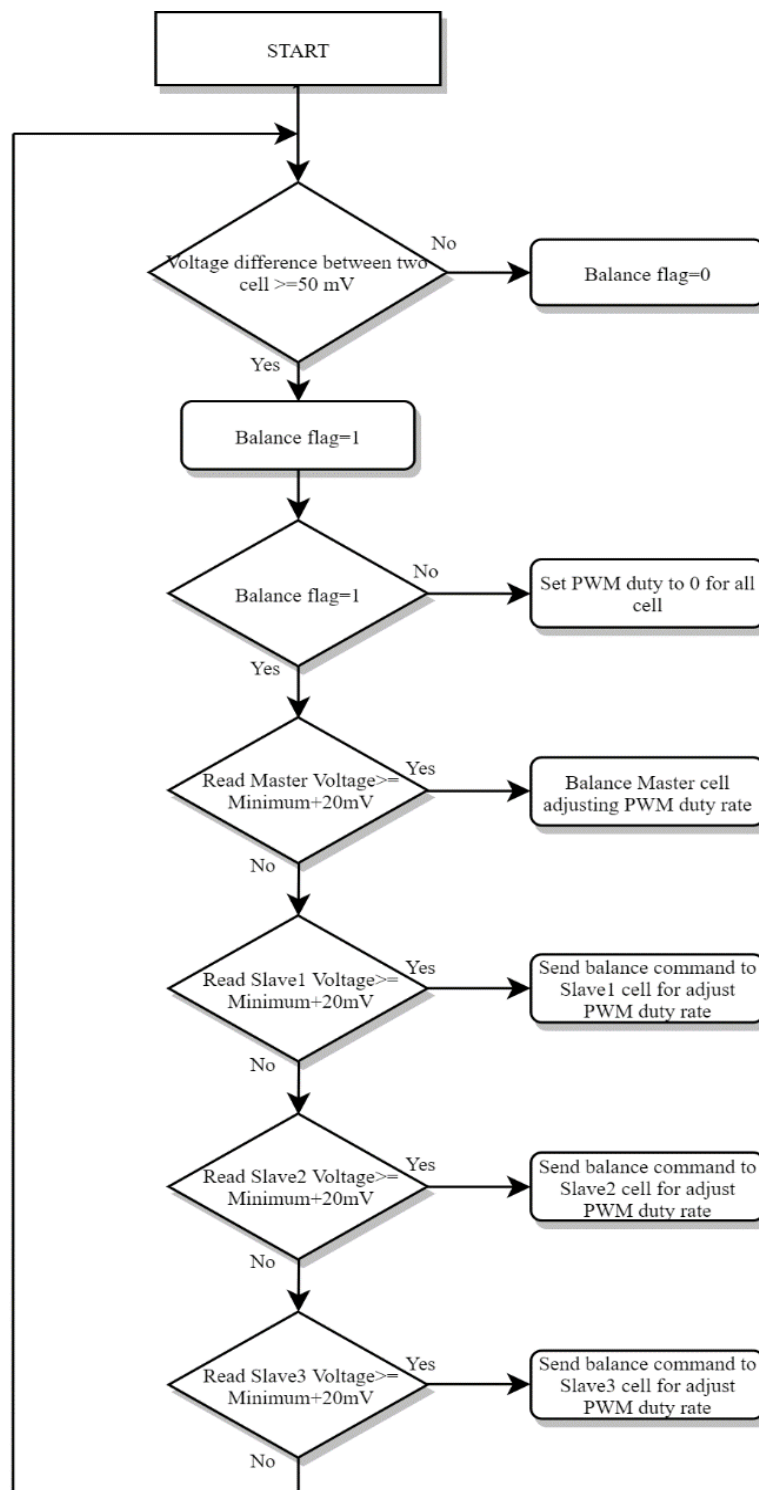 START
Voltage difference between two
cell >=50 mV
No
Balance flag=0
Yes
Balance flag=1
Balance flag=1
No
Set PWM duty to 0 for all
cell
Yes
Read Master Voltage>=
Minimum+20mV
Yes
Balance Master cell
adjusting PWM duty rate
No
Read Slave1 Voltage>=
Minimum+20mV
Yes
Send balance command to
Slave1 cell for adjust
PWM duty rate
No
Read Slave2 Voltage>=
Minimum+20mV
Yes
Send balance command to
Slave2 cell for adjust
PWM duty rate
No
Read Slave3 Voltage>=
Minimum+20mV
Yes
Send balance command to
Slave3 cell for adjust
PWM duty rate
No